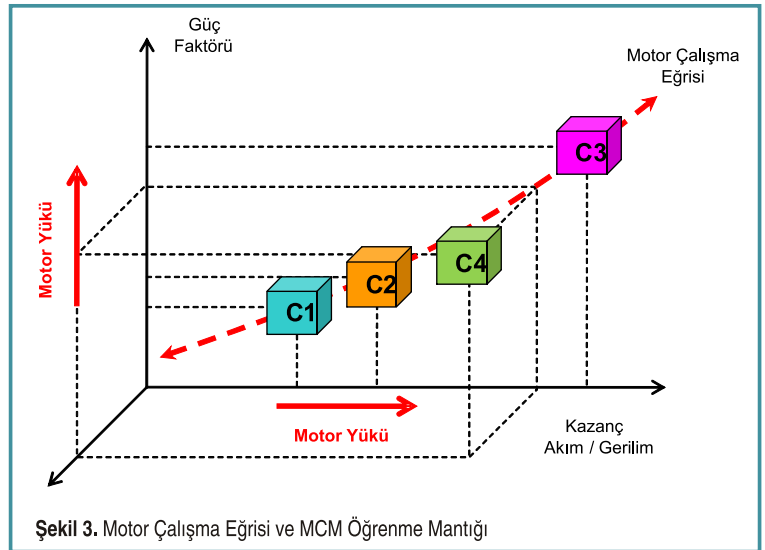 Güç
Faktörü
Motor Çalışma
Eğrisi
C3
Motor Yükü
C4
C2
C1
Motor Yükü
Kazanç
Akım / Gerilim
Şekil 3. Motor Çalışma Eğrisi ve MCM Öğrenme Mantığı